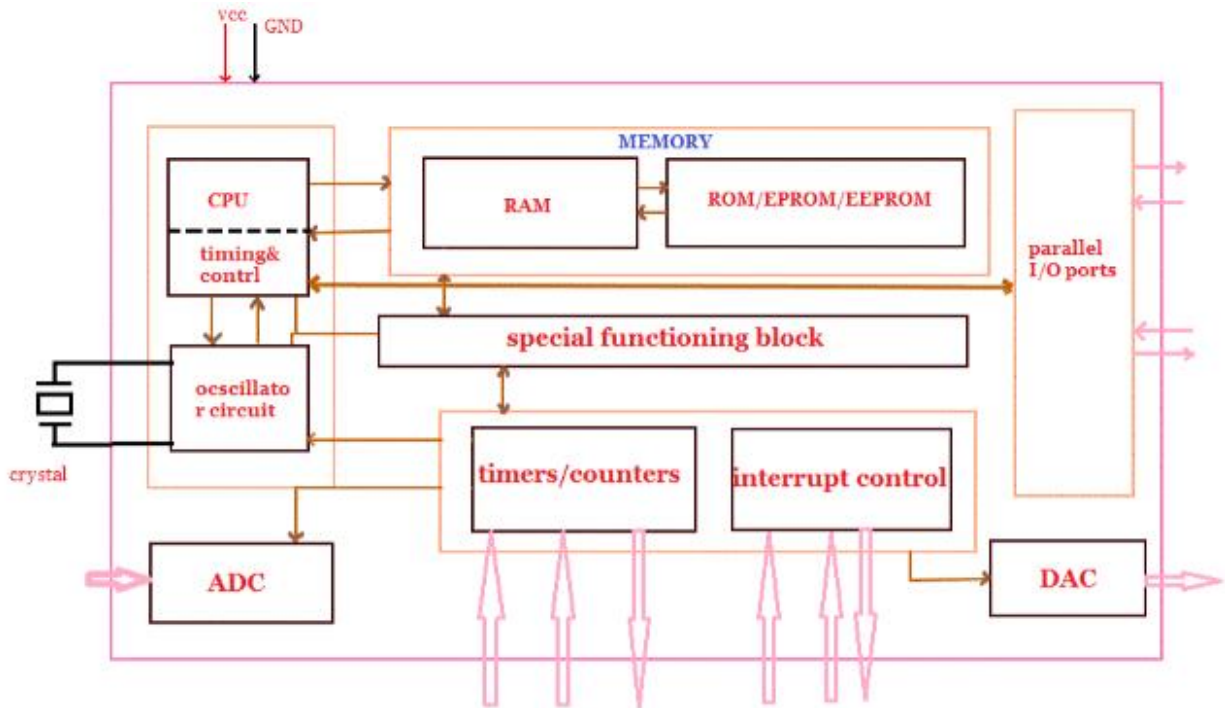 vcc
GND
MEMORY
CPU
RAM
ROM/EPROM/EEPROM
timing&
contrl
parallel
I/O ports
special functioning block
ocscillato
r circuit
crystal
timers/counters
interrupt control
ADC
DAC